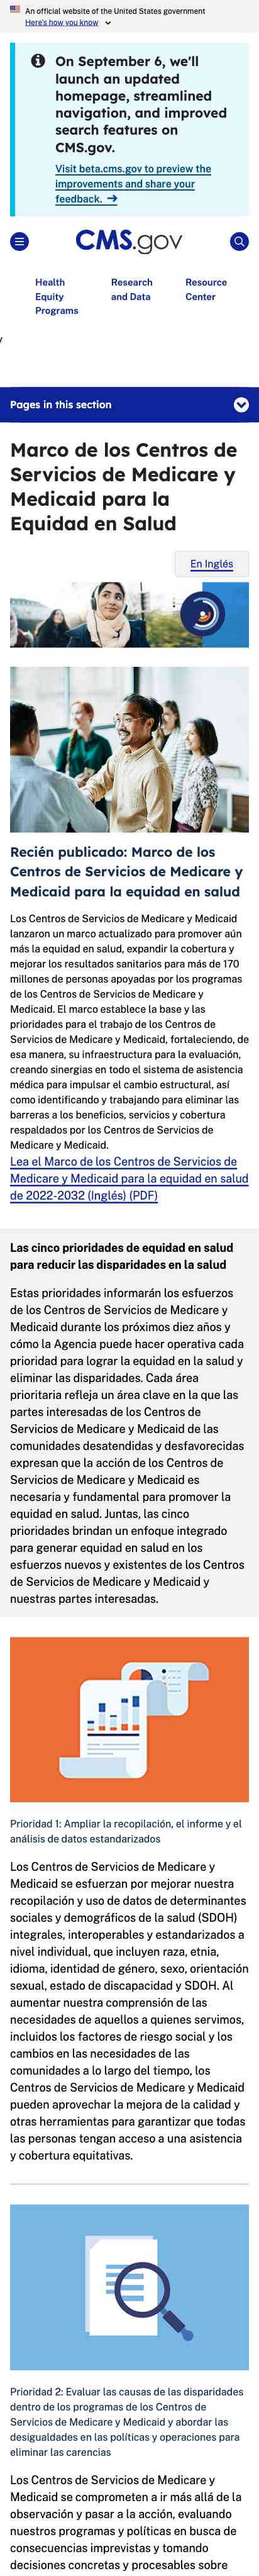 An official website of the United States government
Here's how you know
On September 6, we'll
launch an updated
homepage, streamlined
navigation, and improved
search features on
CMS.gov.
Visit beta.cms.gov to preview the
improvements and share your
feedback.
CMS.gov
Health
Equity
Programs
Research
and Data
Resource
Center
y
Pages in this section
Marco de los Centros de
Servicios de Medicare y
Medicaid para la
Equidad en Salud
En Inglés
Recién publicado: Marco de los
Centros de Servicios de Medicare y
Medicaid para la equidad en salud
Los Centros de Servicios de Medicare y Medicaid
lanzaron un marco actualizado para promover aún
más la equidad en salud, expandir la cobertura y
mejorar los resultados sanitarios para más de 170
millones de personas apoyadas por los programas
de los Centros de Servicios de Medicare y
Medicaid. El marco establece la base y las
prioridades para el trabajo de los Centros de
Servicios de Medicare y Medicaid, fortaleciendo, de
esa manera, su infraestructura para la evaluación,
creando sinergias en todo el sistema de asistencia
médica para impulsar el cambio estructural, así
como identificando y trabajando para eliminar las
barreras a los beneficios, servicios y cobertura
respaldados por los Centros de Servicios de
Medicare y Medicaid.
Lea el Marco de los Centros de Servicios de
Medicare y Medicaid para la equidad en salud
de 2022-2032 (Inglés) (PDF)
Las cinco prioridades de equidad en salud
para reducir las disparidades en la salud
Estas prioridades informarán los esfuerzos
de los Centros de Servicios de Medicare y
Medicaid durante los próximos diez años y
cómo la Agencia puede hacer operativa cada
prioridad para lograr la equidad en la salud y
eliminar las disparidades. Cada área
prioritaria refleja un área clave en la que las
partes interesadas de los Centros de
Servicios de Medicare y Medicaid de las
comunidades desatendidas y desfavorecidas
expresan que la acción de los Centros de
Servicios de Medicare y Medicaid es
necesaria y fundamental para promover la
equidad en salud. Juntas, las cinco
prioridades brindan un enfoque integrado
para generar equidad en salud en los
esfuerzos nuevos y existentes de los Centros
de Servicios de Medicare y Medicaid y
nuestras partes interesadas.
Prioridad 1: Ampliar la recopilación, el informe y el
análisis de datos estandarizados
Los Centros de Servicios de Medicare y
Medicaid se esfuerzan por mejorar nuestra
recopilación y uso de datos de determinantes
sociales y demográficos de la salud (SDOH)
integrales, interoperables y estandarizados a
nivel individual, que incluyen raza, etnia,
idioma, identidad de género, sexo, orientación
sexual, estado de discapacidad y SDOH. Al
aumentar nuestra comprensión de las
necesidades de aquellos a quienes servimos,
incluidos los factores de riesgo social y los
cambios en las necesidades de las
comunidades a lo largo del tiempo, los
Centros de Servicios de Medicare y Medicaid
pueden aprovechar la mejora de la calidad y
otras herramientas para garantizar que todas
las personas tengan acceso a una asistencia
y cobertura equitativas.
Prioridad 2: Evaluar las causas de las disparidades
dentro de los programas de los Centros de
Servicios de Medicare y Medicaid y abordar las
desigualdades en las políticas y operaciones para
eliminar las carencias
Los Centros de Servicios de Medicare y
Medicaid se comprometen a ir más allá de la
observación y pasar a la acción, evaluando
nuestros programas y políticas en busca de
consecuencias imprevistas y tomando
decisiones concretas y procesables sobre